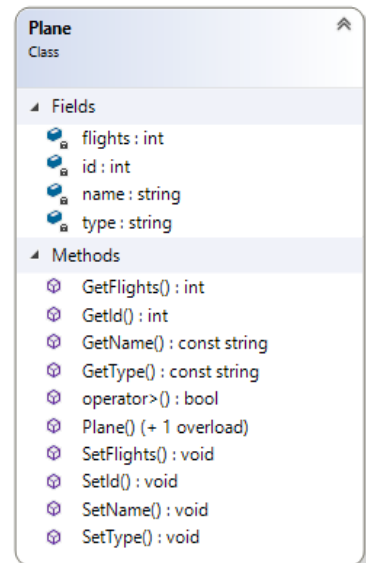 Plane
Class
Fields
flights : int
id : int
name : string
type : string
Methods
GetFlights() : int
GetId() : int
GetName() : const string
GetType() : const string
operator>() : bool
Plane() (+ 1 overload)
SetFlights() : void
SetId() : void
SetName() : void
SetType() : void